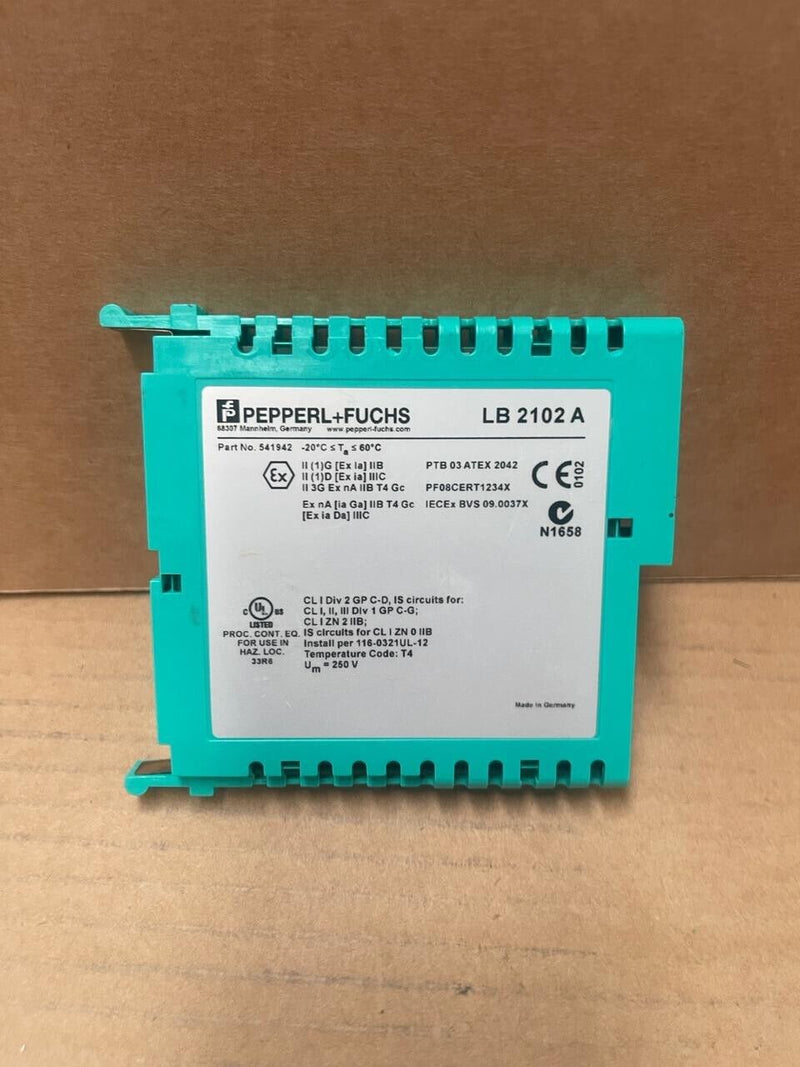 PEPPERL+FUCHS
68307 Mannheim, Germany www.pepperl-fuchs.com
LB 2102 A
Part No. 541942 -20°C ≤ Ta ≤ 60°C
Ex
II (1)G [Ex Ia] IIB PTB 03 ATEX 2042
II (1)D [Ex ia] IIIC
II 3G Ex nA IIB T4 Gc PF08CERT1234X
CE 0102
Ex nA [ia Ga] IIB T4 Gc IECEx BVS 09.0037X
[Ex ia Da] IIIC
N1658
C UL US
LISTED
PROC. CONT. EQ.
FOR USE IN
HAZ. LOC.
33R6
CL I Div 2 GP C-D, IS circuits for:
CL I, II, III Div 1 GP C-G;
CL I ZN 2 IIB;
IS circuits for CL I ZN 0 IIB
Install per 116-0321UL-12
Temperature Code: T4
Um = 250 V
Made in Germany